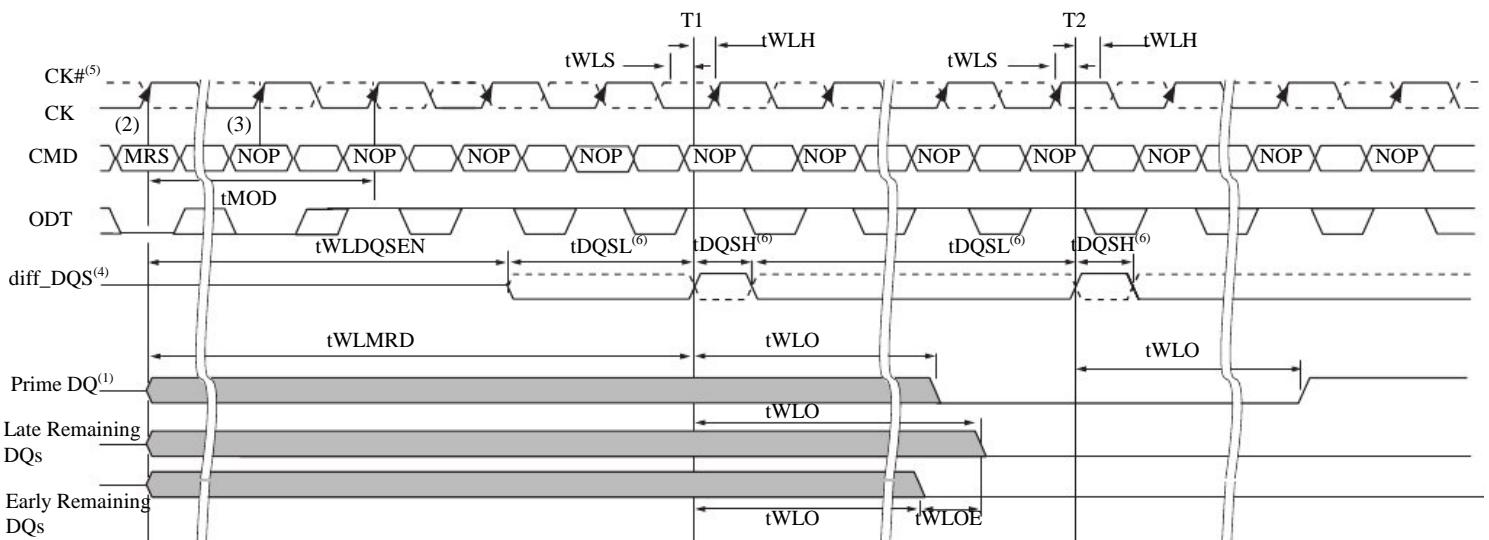 T1 T2
tWLH tWLH
tWLS tWLS
CK#(5)
CK
(2) (3)
CMD MRS NOP NOP NOP NOP NOP NOP NOP NOP NOP NOP NOP
tMOD
ODT
tWLDQSEN tDQSL(6) tDQSH(6) tDQSL(6) tDQSH(6)
diff_DQS(4)
tWLMRD tWLO tWLO
Prime DQ(1)
tWLO
Late Remaining
DQs
Early Remaining
DQs
tWLO tWLOE